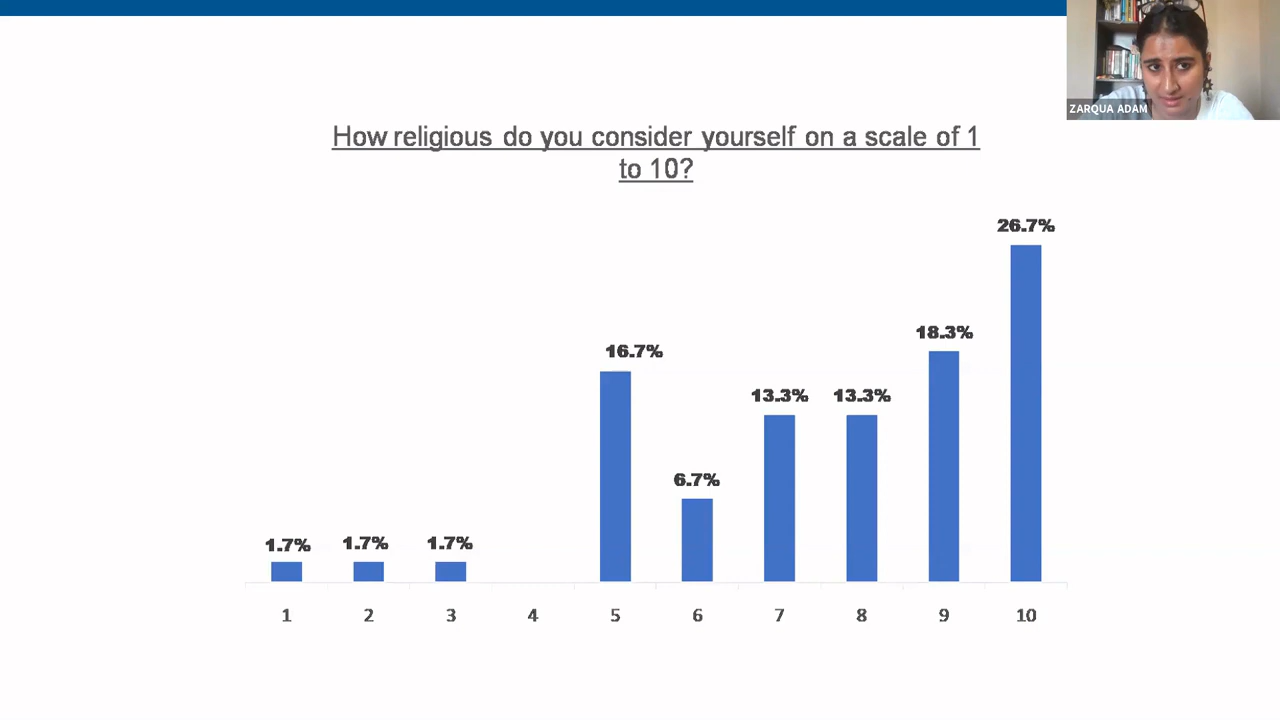 ZARQUA ADAM
How religious do you consider yourself on a scale of 1
to 10?
26.7%
18.3%
16.7%
13.3% 13.3%
6.7%
1.7% 1.7% 1.7%
1 2 3 4 5 6 7 8 9 10